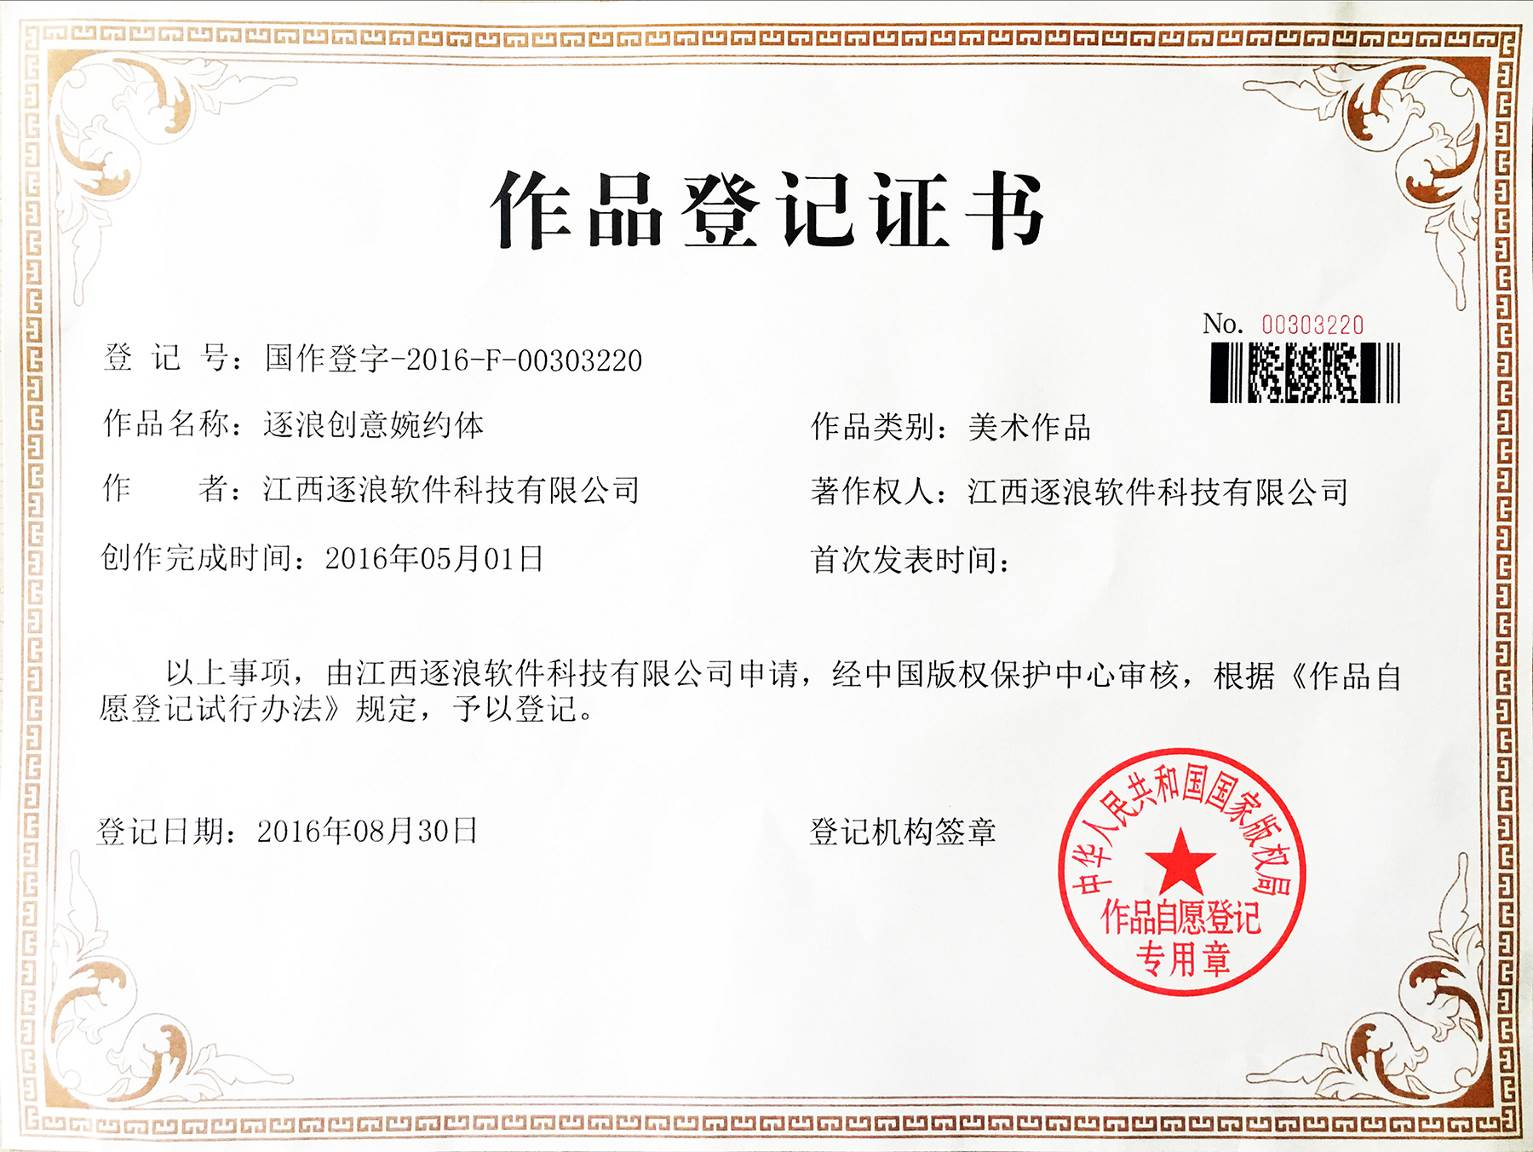 作品登记证书
No. 00303220
登记号：国作登字-2016-F-00303220
作品名称：逐浪创意婉约体
作品类别：美术作品
作者：江西逐浪软件科技有限公司
著作权人：江西逐浪软件科技有限公司
创作完成时间：2016年05月01日
首次发表时间：
以上事项，由江西逐浪软件科技有限公司申请，经中国版权保护中心审核，根据《作品自
愿登记试行办法》规定，予以登记。
登记日期：2016年08月30日
登记机构签章
中华人民共和国国家版权局
作品自愿登记
专用章